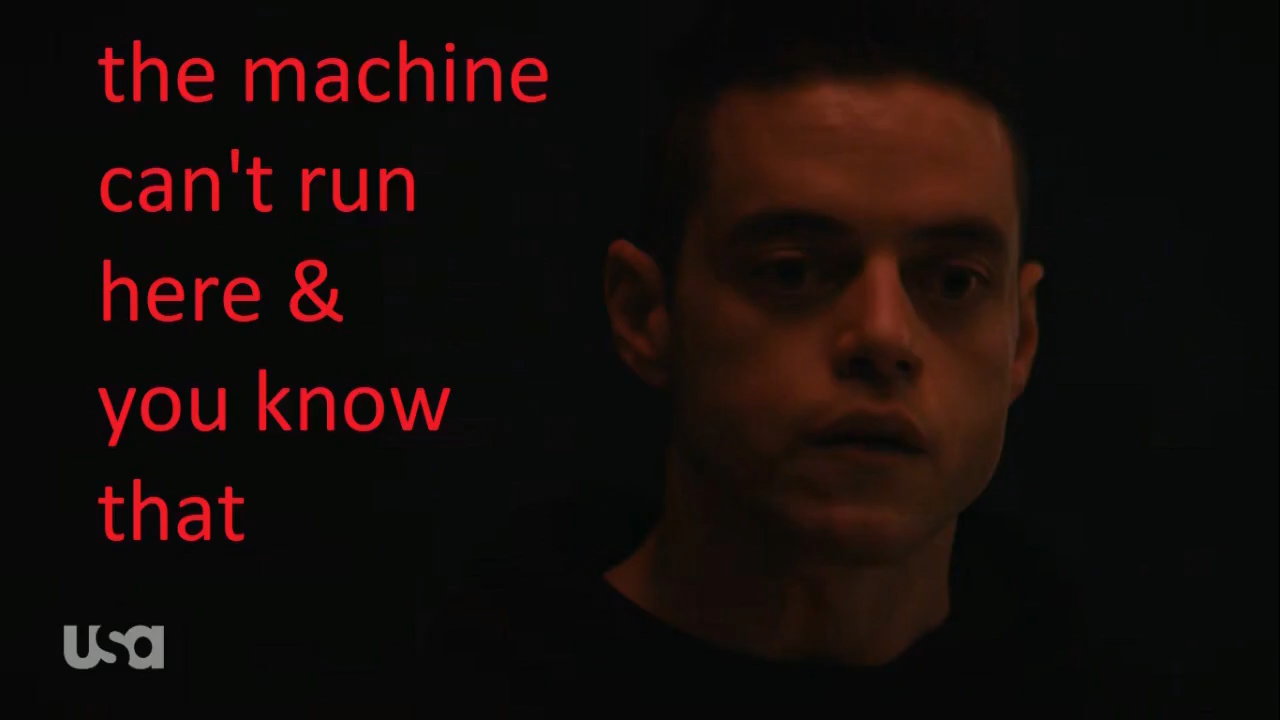 the machine
can't run
here &
you know
that
usa